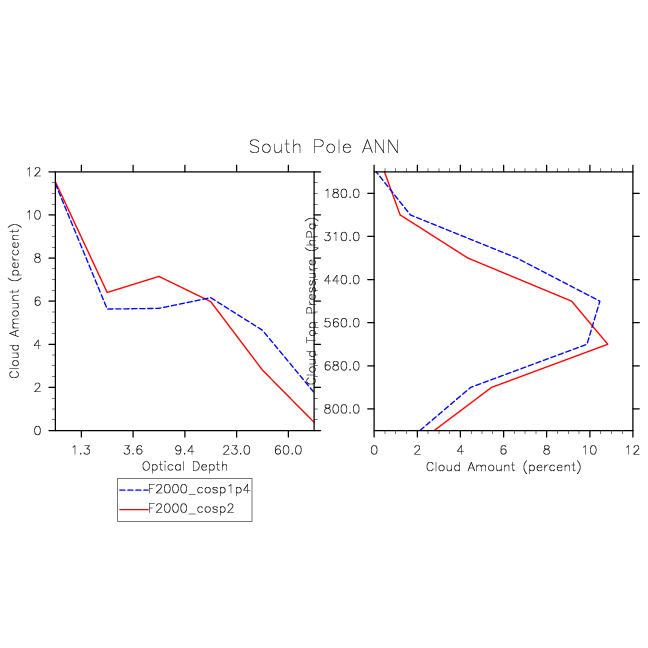 South Pole ANN
Cloud Amount (percent)
12
10
8
6
4
2
0
1.3 3.6 9.4 23.0 60.0
Optical Depth
Cloud Top Pressure (hPa)
180.0
310.0
440.0
560.0
680.0
800.0
0 2 4 6 8 10 12
Cloud Amount (percent)
F2000_cosp1p4
F2000_cosp2